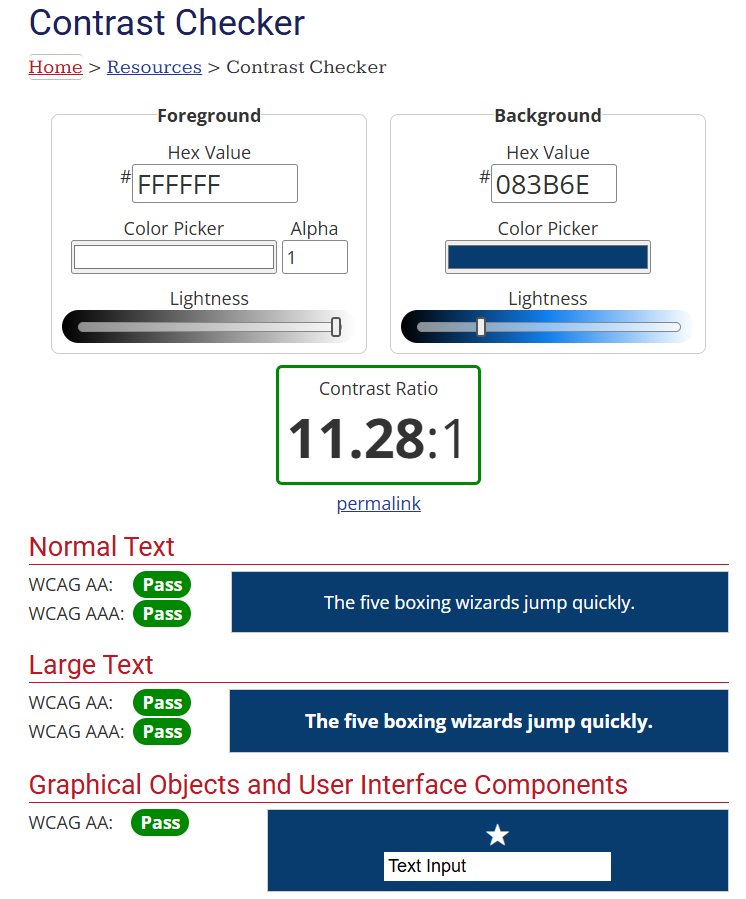 Contrast Checker
Home > Resources > Contrast Checker
Foreground
Hex Value
# FFFFFF
Color Picker
Alpha
1
Lightness
Background
Hex Value
# 083B6E
Color Picker
Lightness
Contrast Ratio
11.28:1
permalink
Normal Text
WCAG AA: Pass
WCAG AAA: Pass
The five boxing wizards jump quickly.
Large Text
WCAG AA: Pass
WCAG AAA: Pass
The five boxing wizards jump quickly.
Graphical Objects and User Interface Components
WCAG AA: Pass
Text Input